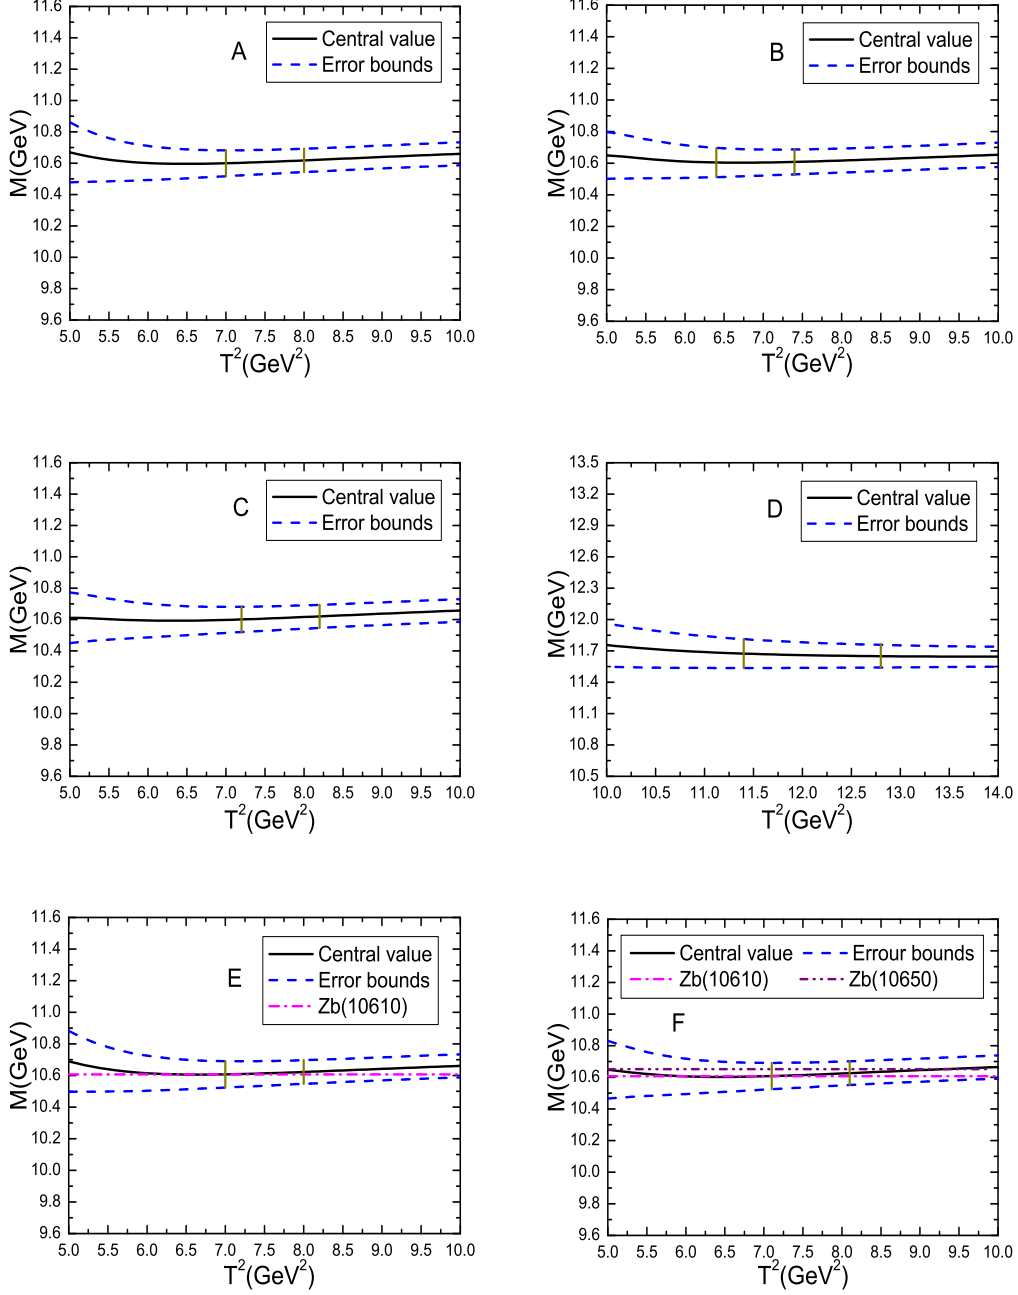 11.6
11.4
11.2
11.0
10.8
10.6
10.4
10.2
10.0
9.8
9.6
M(GeV)
A
Central value
Error bounds
5.0 5.5 6.0 6.5 7.0 7.5 8.0 8.5 9.0 9.5 10.0
T²(GeV²)
11.6
11.4
11.2
11.0
10.8
10.6
10.4
10.2
10.0
9.8
9.6
M(GeV)
B
Central value
Error bounds
5.0 5.5 6.0 6.5 7.0 7.5 8.0 8.5 9.0 9.5 10.0
T²(GeV²)
11.6
11.4
11.2
11.0
10.8
10.6
10.4
10.2
10.0
9.8
9.6
M(GeV)
C
Central value
Error bounds
5.0 5.5 6.0 6.5 7.0 7.5 8.0 8.5 9.0 9.5 10.0
T²(GeV²)
13.5
13.2
12.9
12.6
12.3
12.0
11.7
11.4
11.1
10.8
10.5
M(GeV)
D
Central value
Error bounds
10.0 10.5 11.0 11.5 12.0 12.5 13.0 13.5 14.0
T²(GeV²)
11.6
11.4
11.2
11.0
10.8
10.6
10.4
10.2
10.0
9.8
9.6
M(GeV)
E
Central value
Error bounds
Zb(10610)
5.0 5.5 6.0 6.5 7.0 7.5 8.0 8.5 9.0 9.5 10.0
T²(GeV²)
11.6
11.4
11.2
11.0
10.8
10.6
10.4
10.2
10.0
9.8
9.6
M(GeV)
Central value Errour bounds
Zb(10610) Zb(10650)
F
5.0 5.5 6.0 6.5 7.0 7.5 8.0 8.5 9.0 9.5 10.0
T²(GeV²)